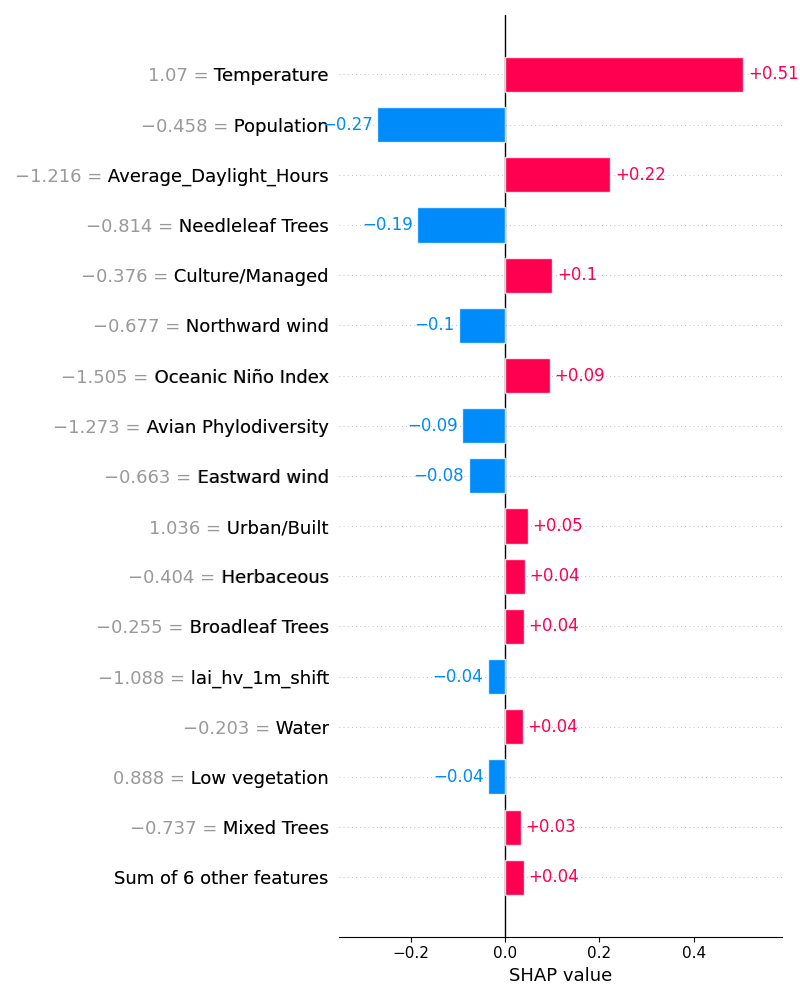 1.07 = Temperature +0.51
−0.458 = Population −0.27
−1.216 = Average_Daylight_Hours +0.22
−0.814 = Needleleaf Trees −0.19
−0.376 = Culture/Managed +0.1
−0.677 = Northward wind −0.1
−1.505 = Oceanic Niño Index +0.09
−1.273 = Avian Phylodiversity −0.09
−0.663 = Eastward wind −0.08
1.036 = Urban/Built +0.05
−0.404 = Herbaceous +0.04
−0.255 = Broadleaf Trees +0.04
−1.088 = lai_hv_1m_shift −0.04
−0.203 = Water +0.04
0.888 = Low vegetation −0.04
−0.737 = Mixed Trees +0.03
Sum of 6 other features +0.04
−0.2 0.0 0.2 0.4
SHAP value